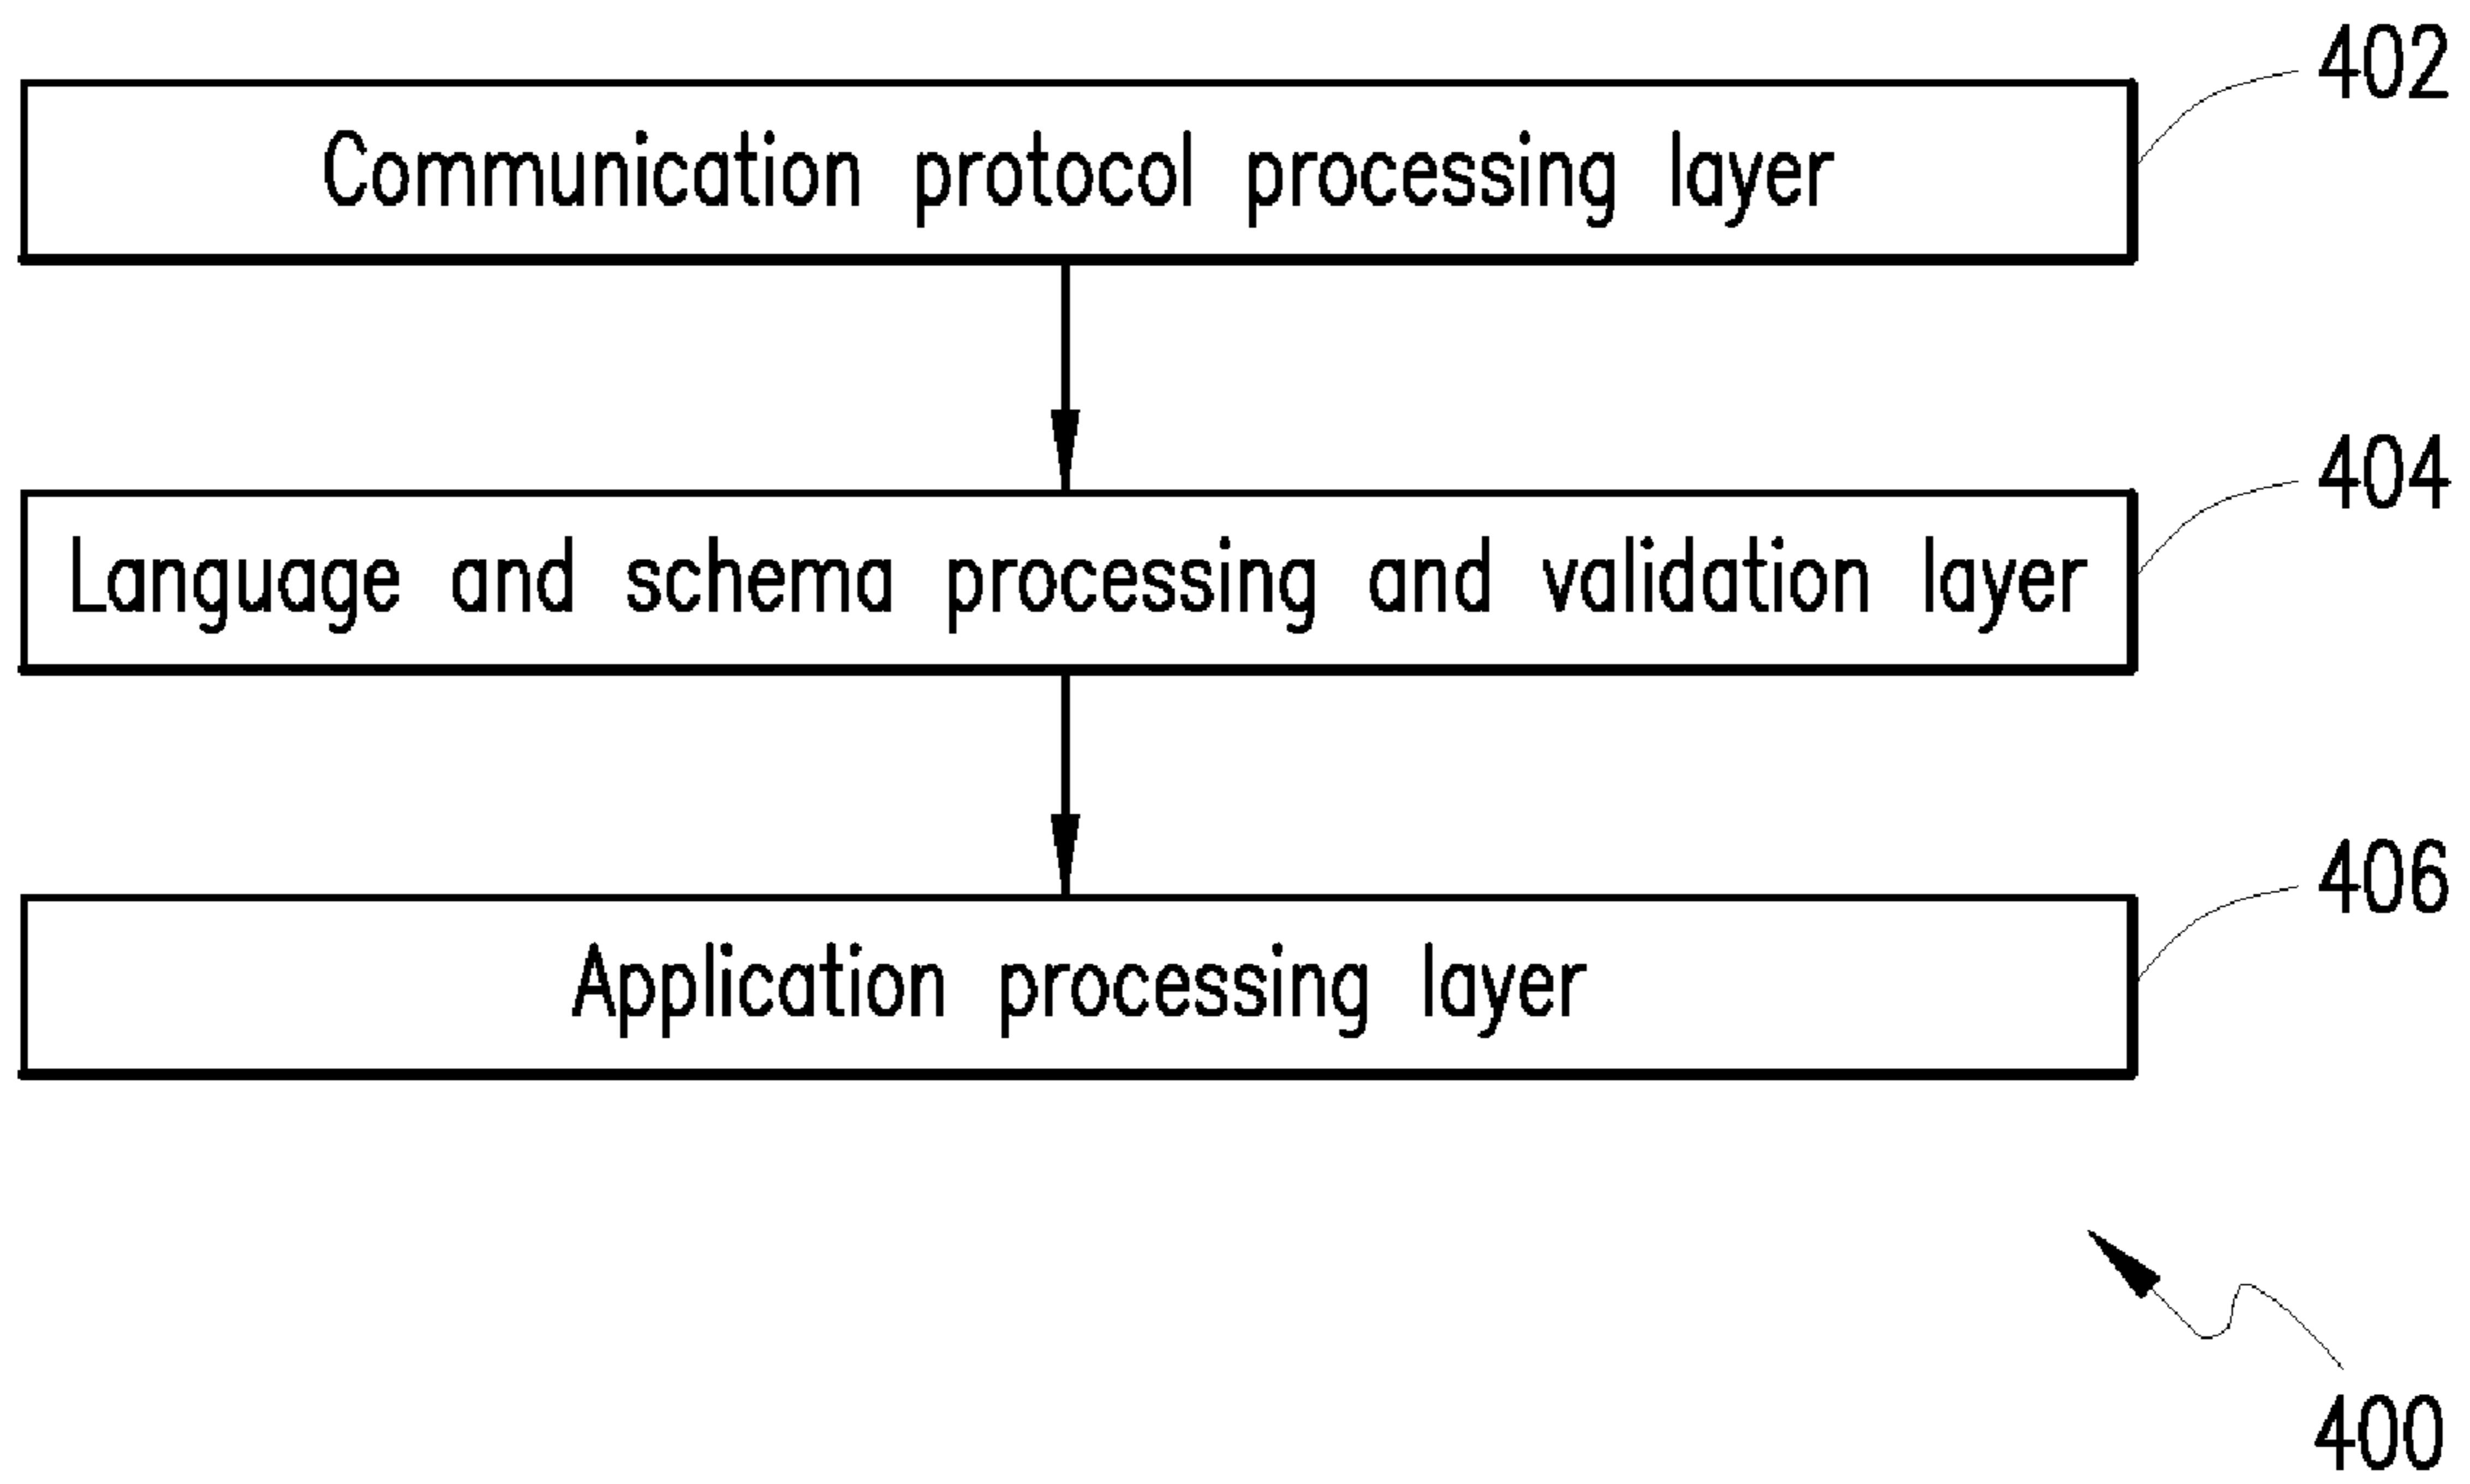 402
Communication protocol processing layer
404
Language and schema processing and validation layer
406
Application processing layer
400